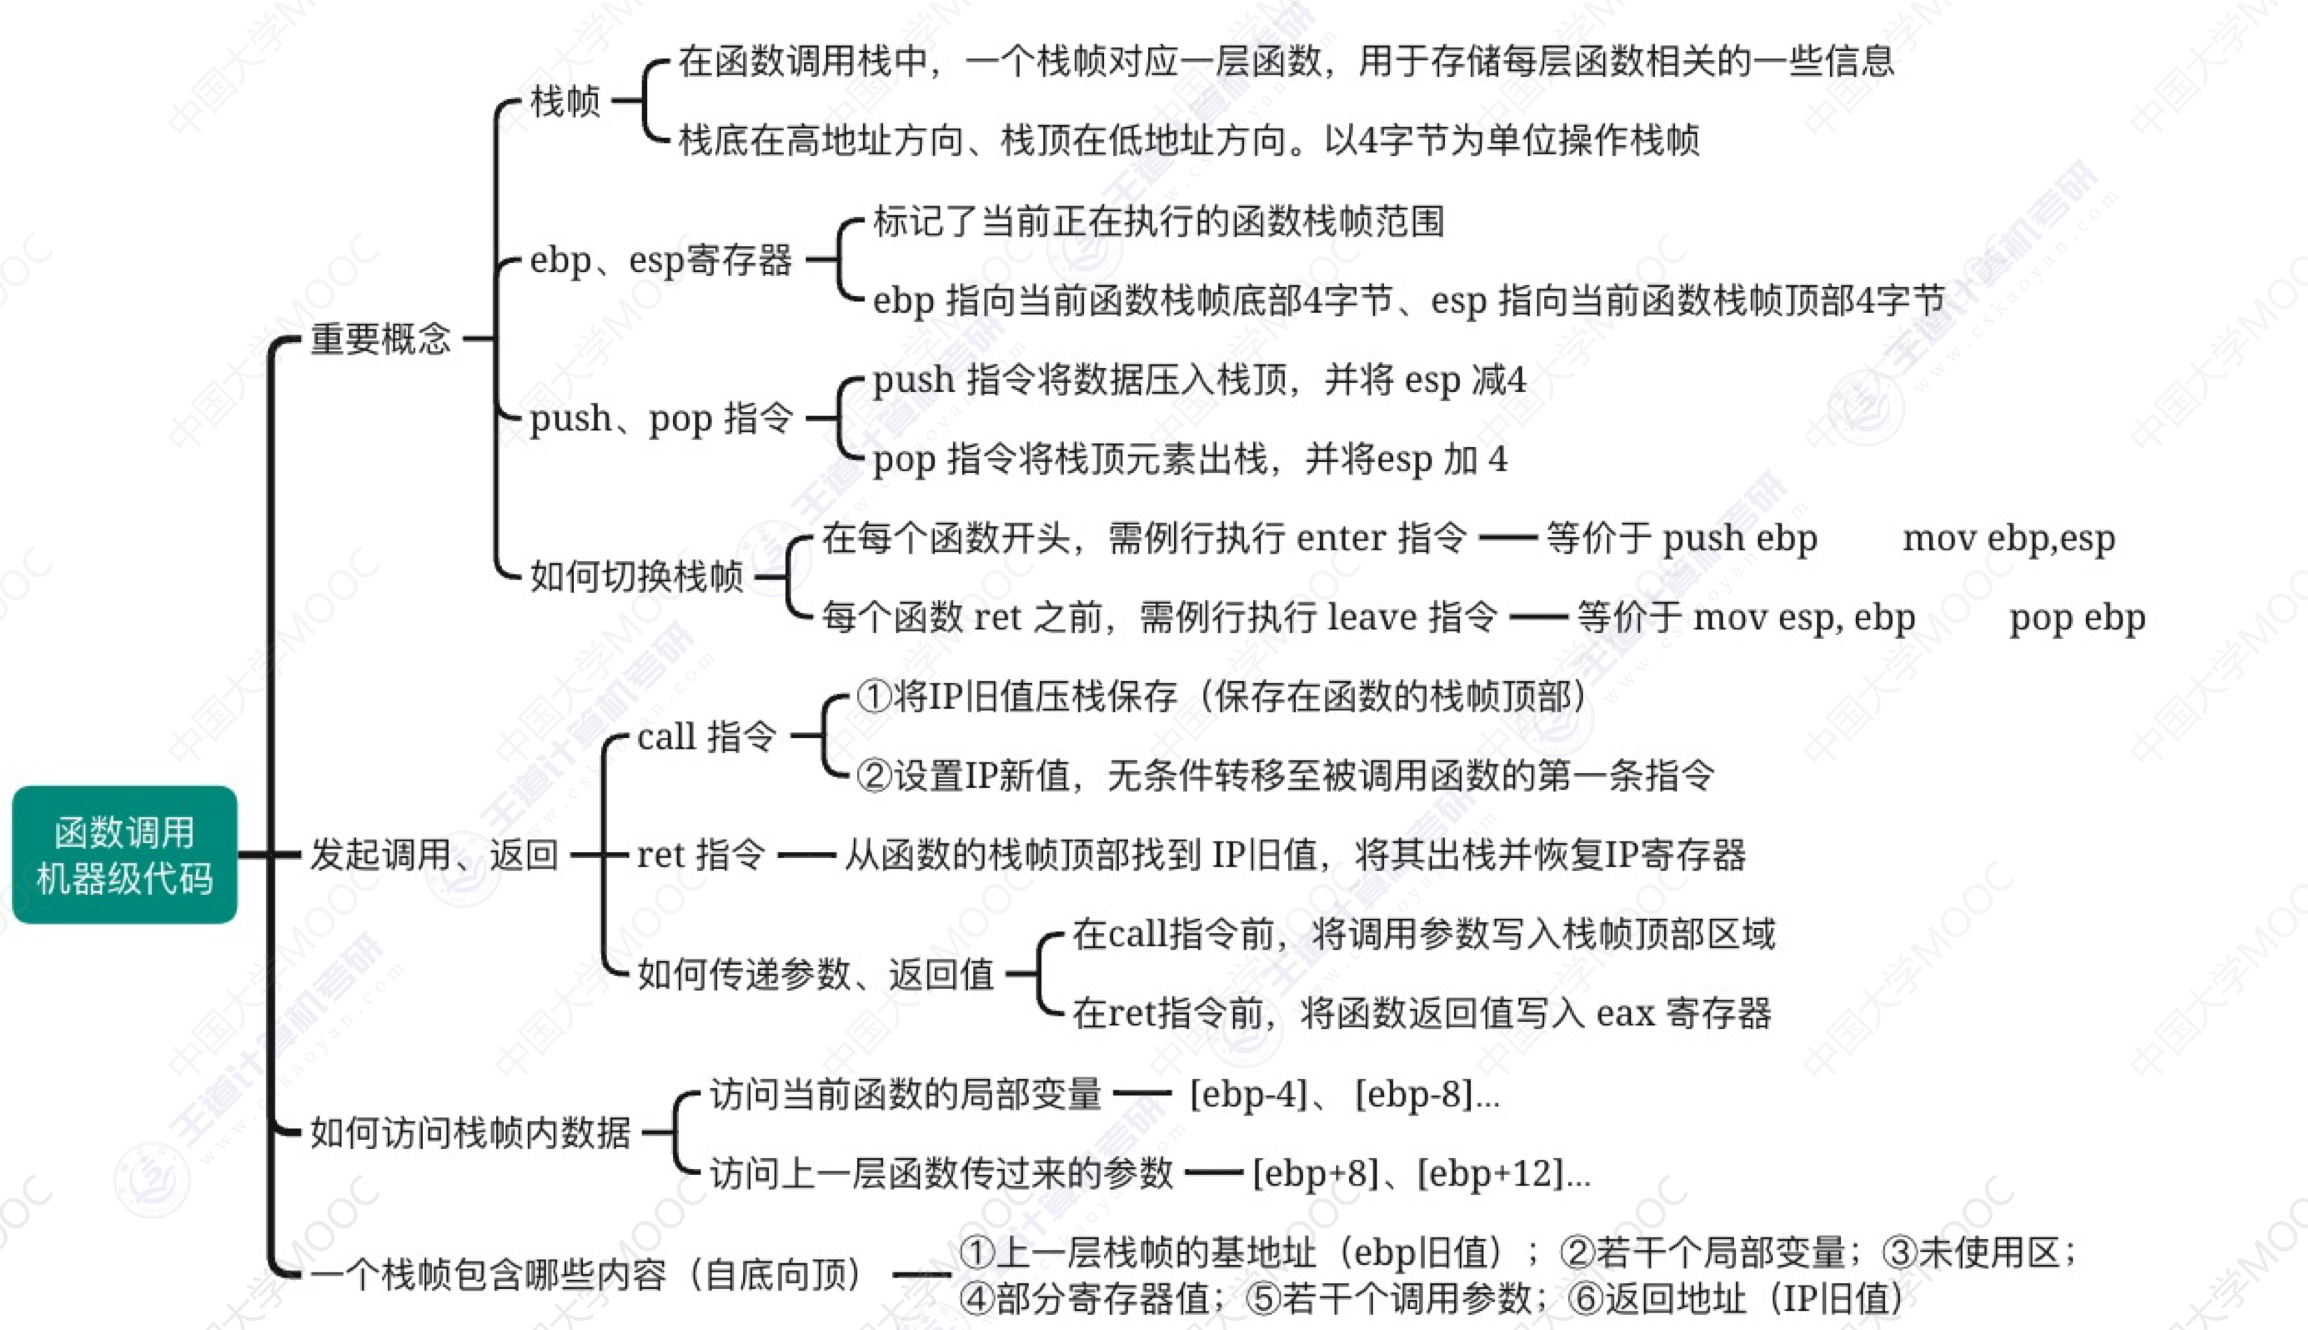 在函数调用栈中，一个栈帧对应一层函数，用于存储每层函数相关的一些信息
栈帧
栈底在高地址方向、栈顶在低地址方向。以4字节为单位操作栈帧
标记了当前正在执行的函数栈帧范围
ebp、esp寄存器
ebp 指向当前函数栈帧底部4字节、esp 指向当前函数栈帧顶部4字节
重要概念
push 指令将数据压入栈顶，并将 esp 减4
push、pop 指令
pop 指令将栈顶元素出栈，并将esp 加 4
在每个函数开头，需例行执行 enter 指令 等价于 push ebp mov ebp,esp
如何切换栈帧
每个函数 ret 之前，需例行执行 leave 指令 等价于 mov esp, ebp pop ebp
①将IP旧值压栈保存（保存在函数的栈帧顶部）
call 指令
②设置IP新值，无条件转移至被调用函数的第一条指令
函数调用
机器级代码
发起调用、返回
ret 指令 从函数的栈帧顶部找到 IP旧值，将其出栈并恢复IP寄存器
在call指令前，将调用参数写入栈帧顶部区域
如何传递参数、返回值
在ret指令前，将函数返回值写入 eax 寄存器
访问当前函数的局部变量 [ebp-4]、 [ebp-8]...
如何访问栈帧内数据
访问上一层函数传过来的参数 [ebp+8]、[ebp+12]...
一个栈帧包含哪些内容（自底向顶）
①上一层栈帧的基地址（ebp旧值）；②若干个局部变量；③未使用区；
④部分寄存器值；⑤若干个调用参数；⑥返回地址（IP旧值）
中国大学MOOC
王道计算机考研
www.cskaoyan.com